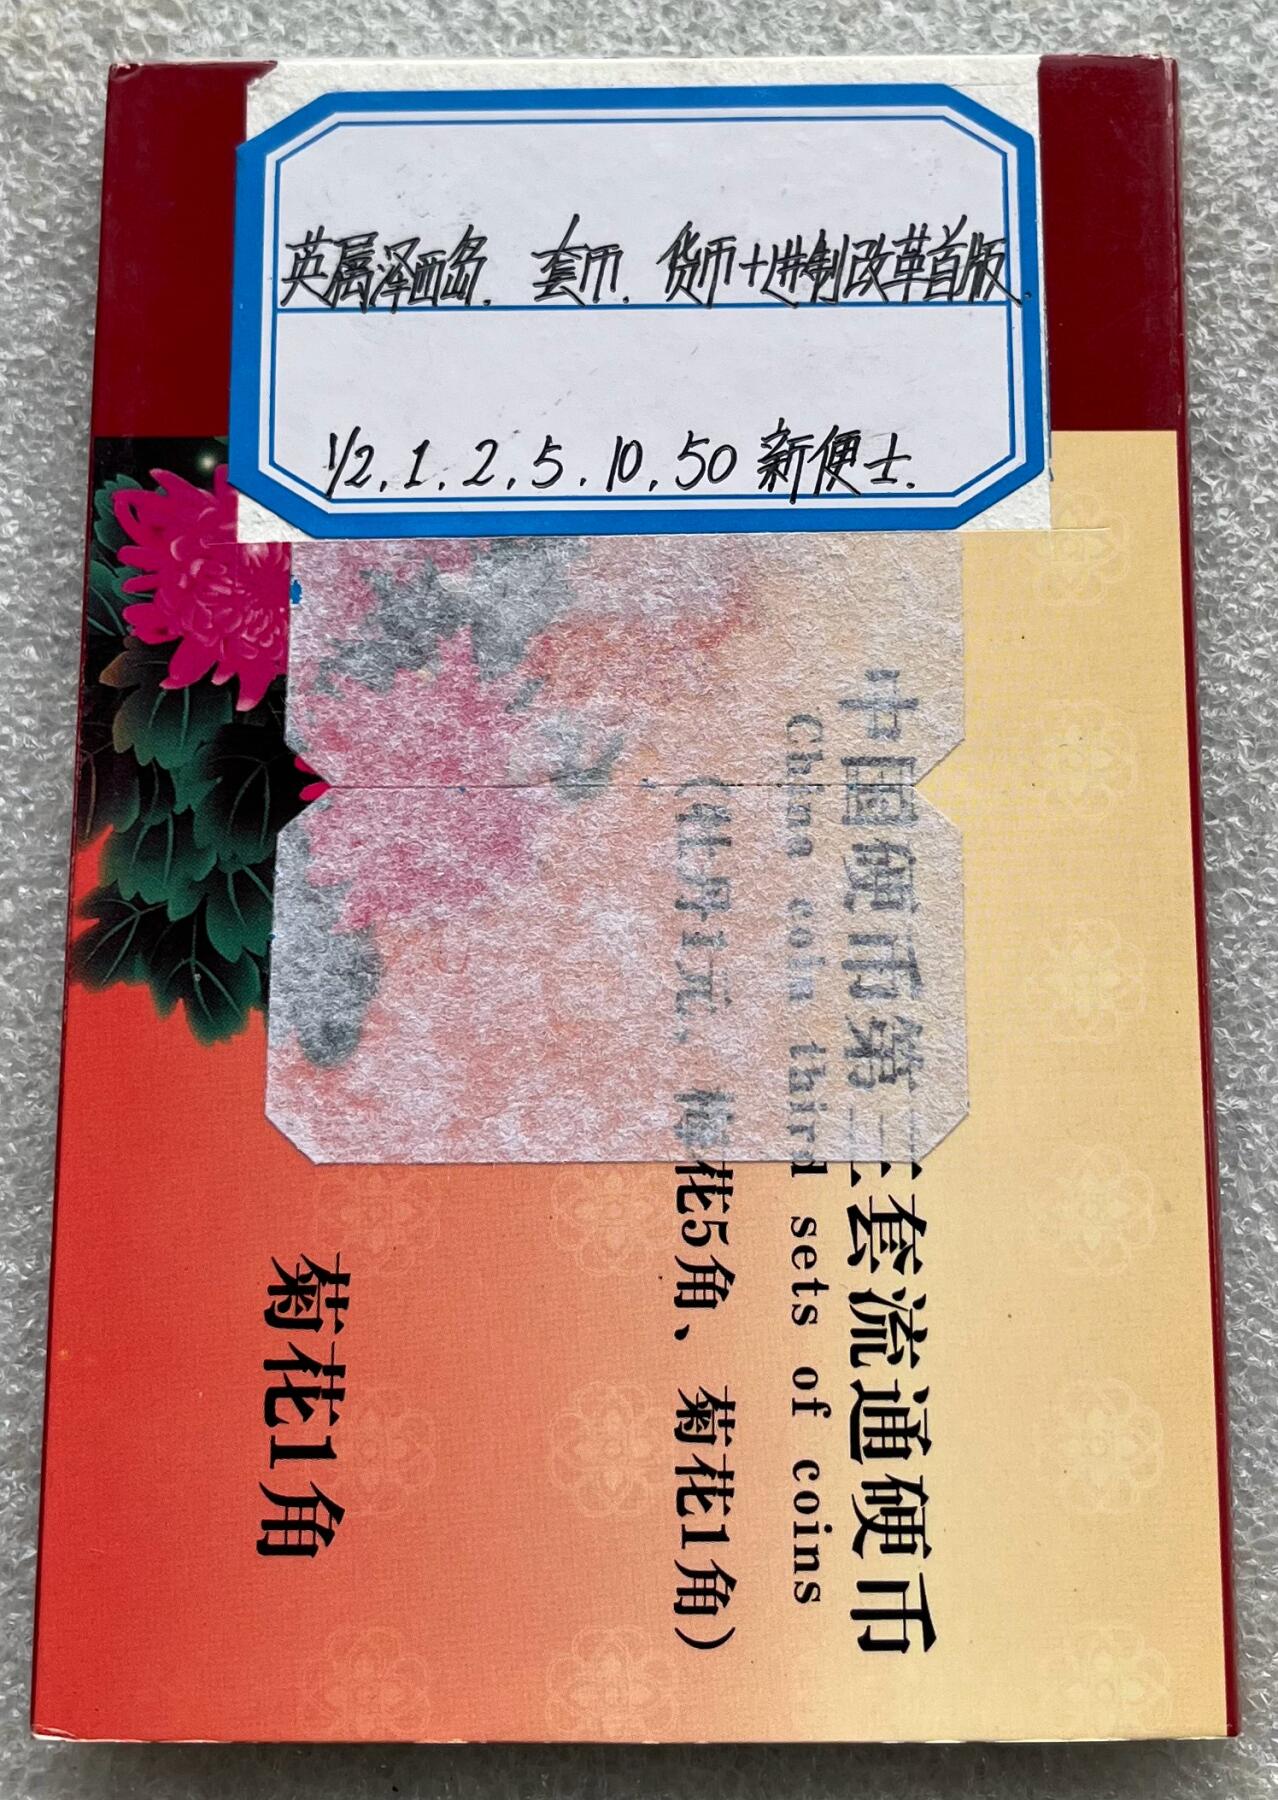 英属泽西岛. 套币. 货币十进制改革首版.
1/2, 1, 2, 5, 10, 50 新便士.
中国硬币第三套流通硬币
China coin third sets of coins
(牡丹1元、梅花5角、菊花1角)
菊花1角